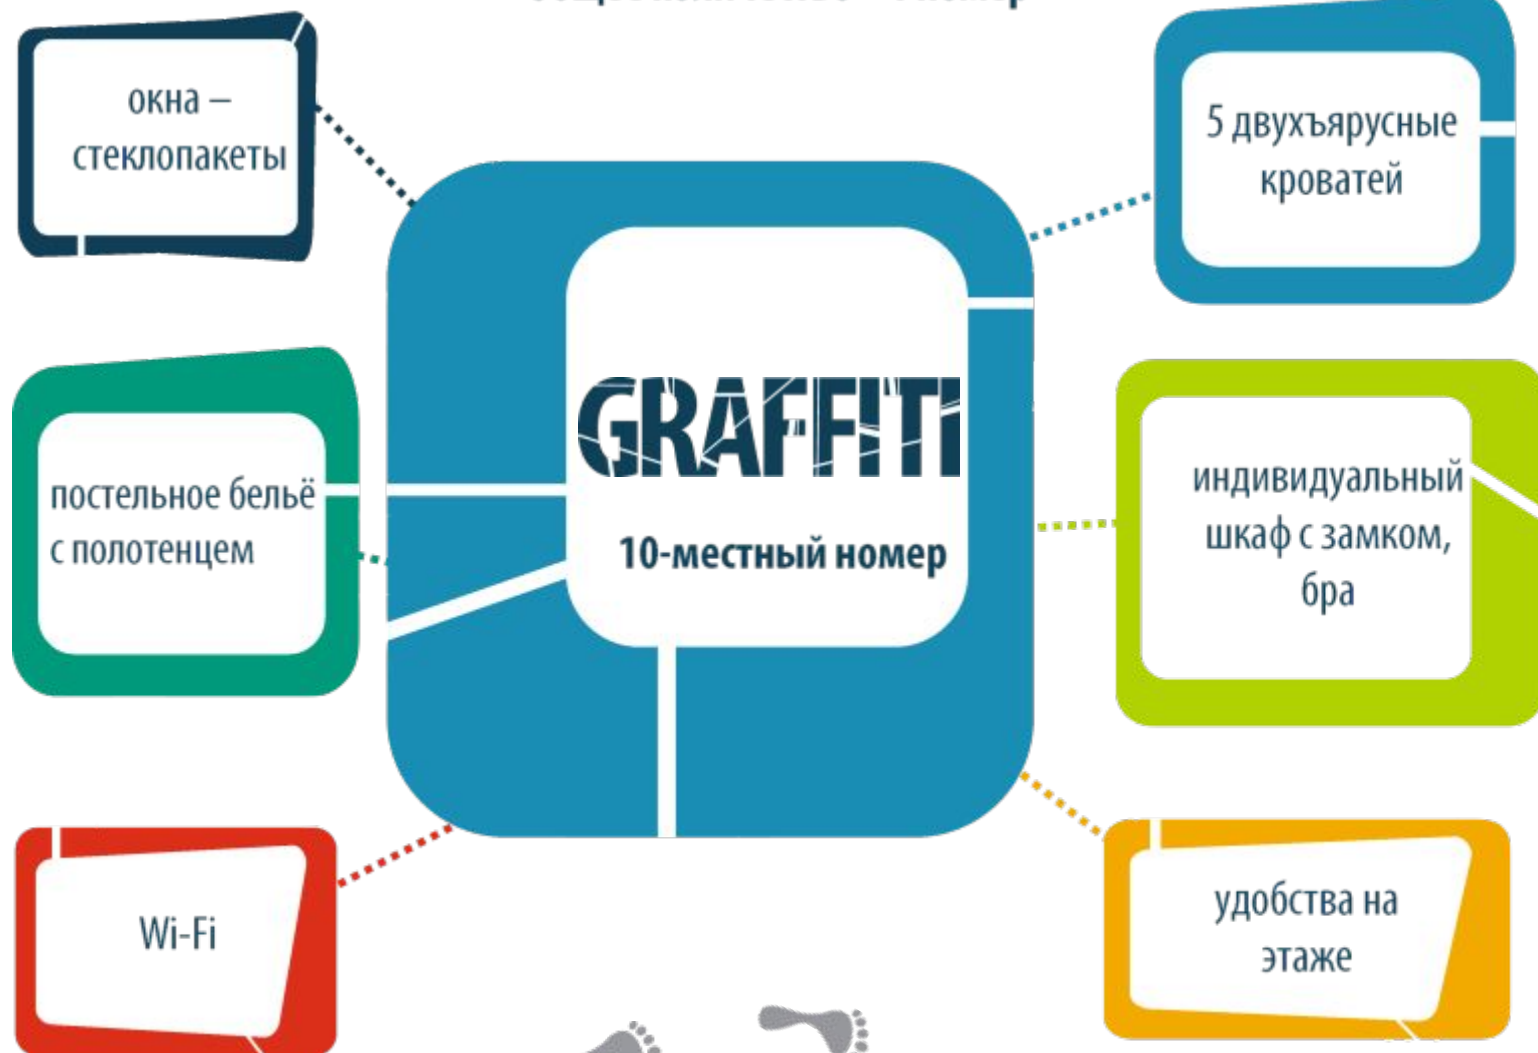 номер
окна –
стеклопакеты
5 двухъярусные
кроватей
GRAFFITI
10-местный номер
постельное бельё
с полотенцем
индивидуальный
шкаф с замком,
бра
Wi-Fi
удобства на
этаже